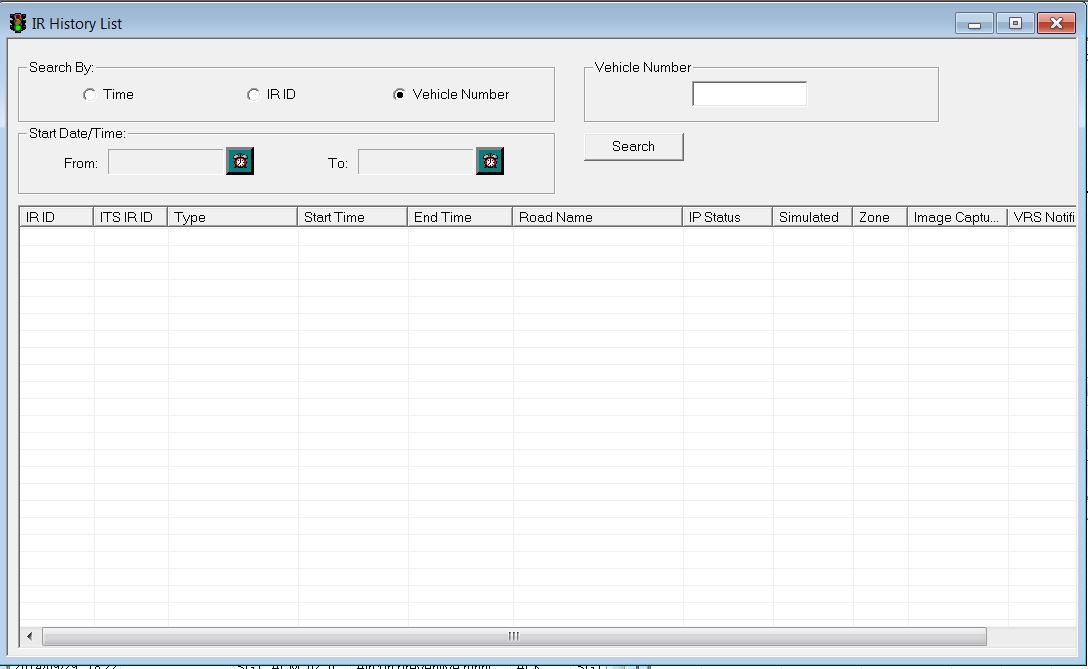 IR History List
Search By:
Time IR ID Vehicle Number
Vehicle Number
Start Date/Time:
From: To:
Search
IR ID ITS IR ID Type Start Time End Time Road Name IP Status Simulated Zone Image Captu... VRS Notifi